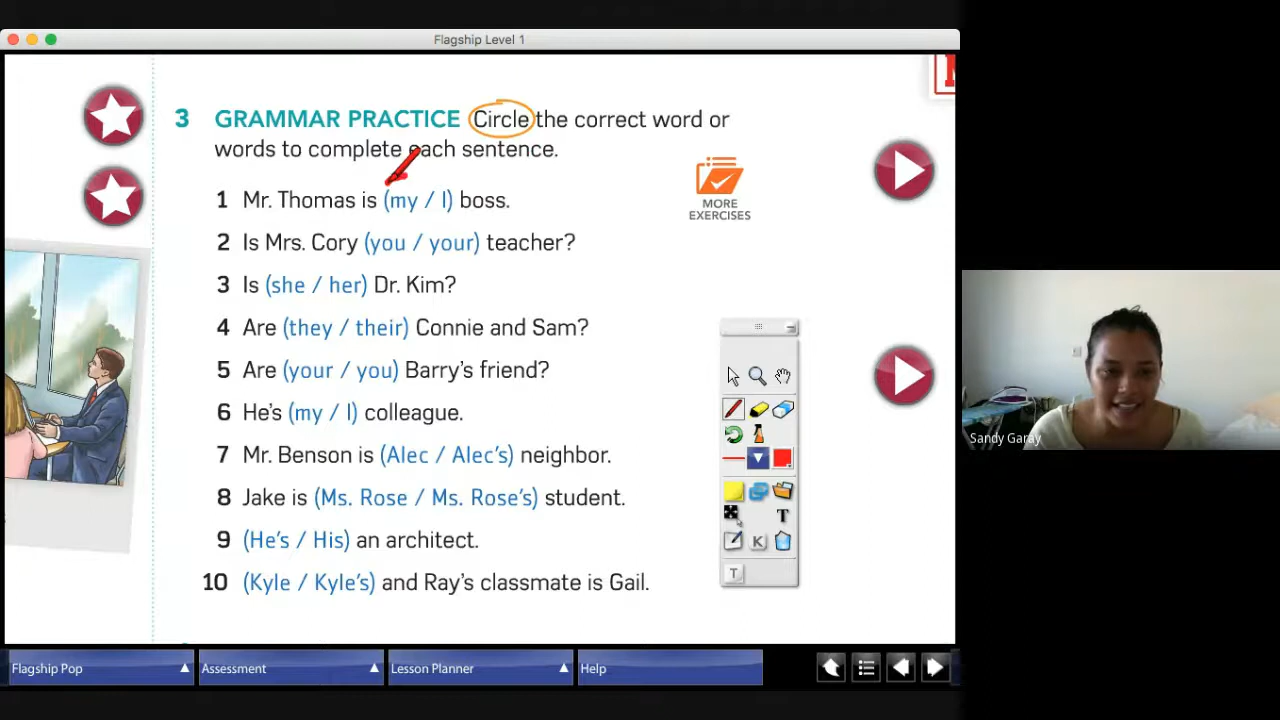 Flagship Level 1
3 GRAMMAR PRACTICE Circle the correct word or
words to complete each sentence.
1 Mr. Thomas is (my / I) boss.
2 Is Mrs. Cory (you / your) teacher?
3 Is (she / her) Dr. Kim?
4 Are (they / their) Connie and Sam?
5 Are (your / you) Barry's friend?
6 He's (my / I) colleague.
7 Mr. Benson is (Alec / Alec's) neighbor.
8 Jake is (Ms. Rose / Ms. Rose's) student.
9 (He's / His) an architect.
10 (Kyle / Kyle's) and Ray's classmate is Gail.
MORE
EXERCISES
T
K
T
Sandy Garay
Flagship Pop
Assessment
Lesson Planner
Help